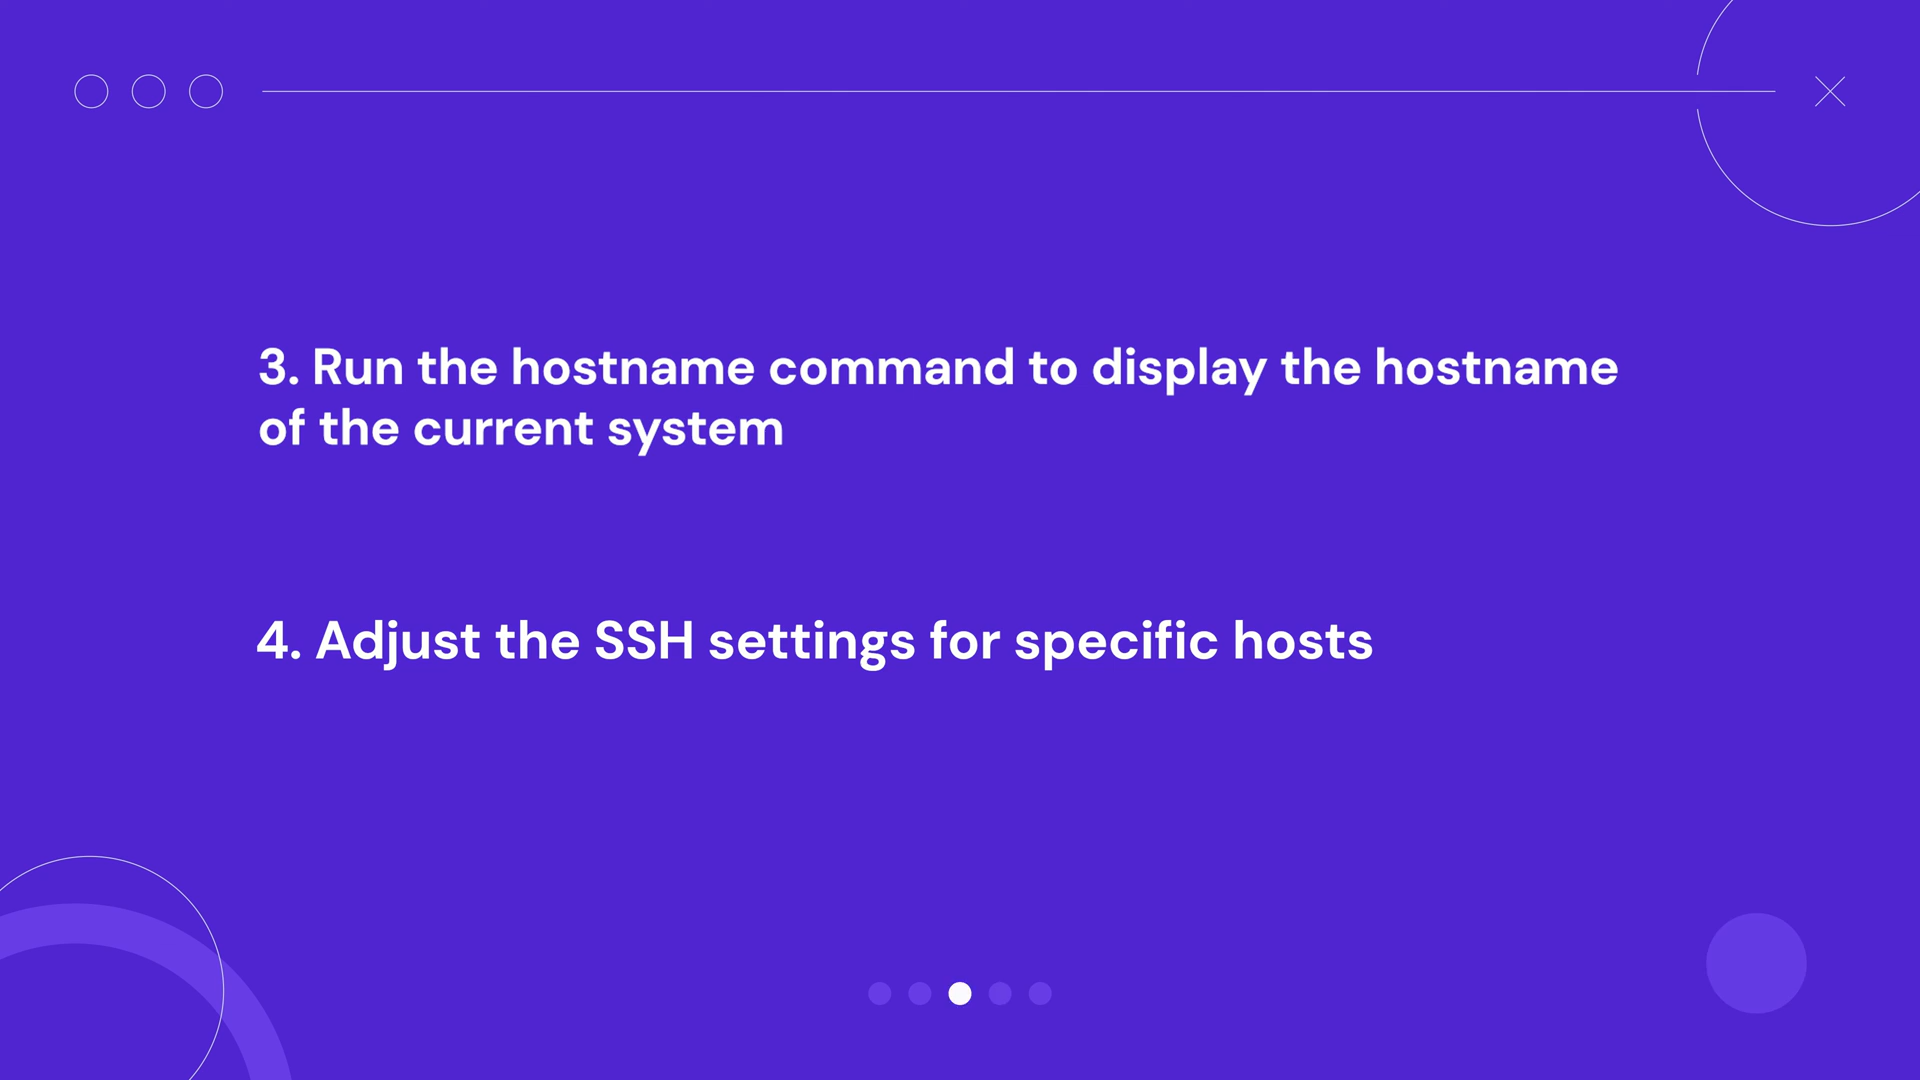 3. Run the hostname command to display the hostname
of the current system
4. Adjust the SSH settings for specific hosts